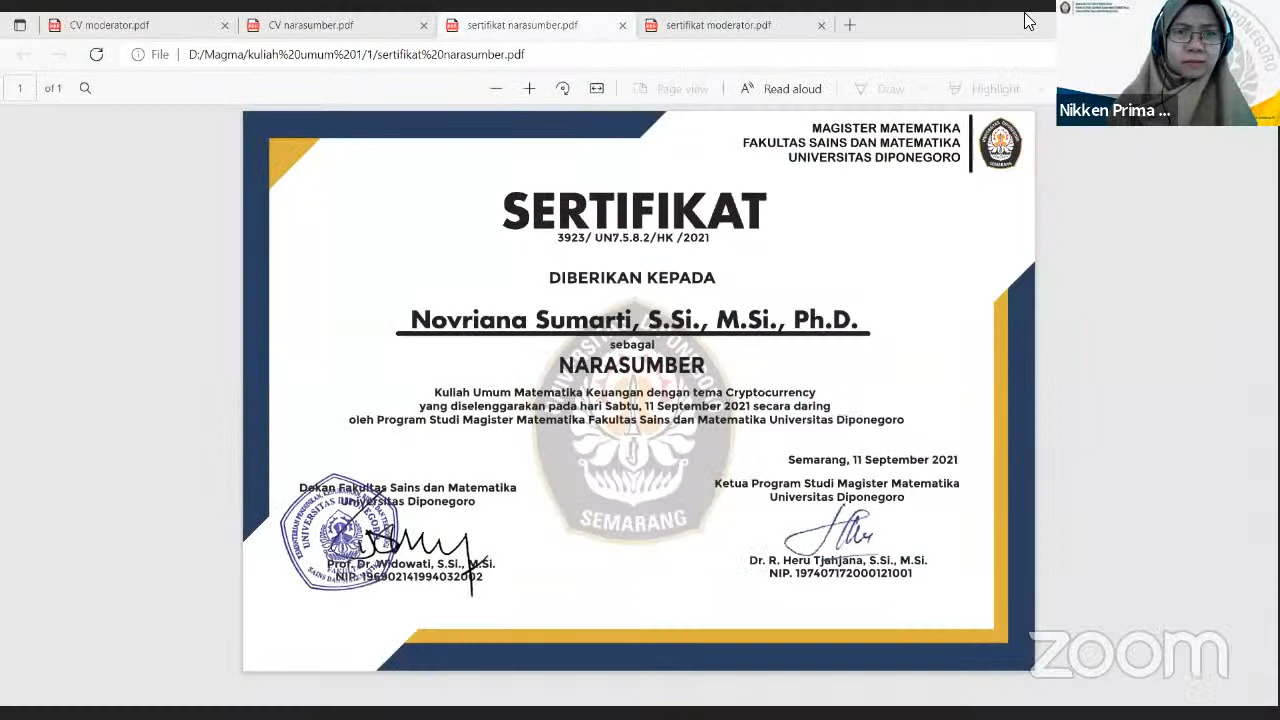 CV moderator.pdf
CV narasumber.pdf
sertifikat narasumber.pdf
sertifikat moderator.pdf
File
D:/Magma/kuliah%20umum%201/1/sertifikat%20narasumber.pdf
1 of 1
Page view
Read aloud
Draw
Highlight
Nikken Prima ...
MAGISTER MATEMATIKA
FAKULTAS SAINS DAN MATEMATIKA
UNIVERSITAS DIPONEGORO
SERTIFIKAT
3923/ UN7.5.8.2/HK /2021
DIBERIKAN KEPADA
Novriana Sumarti, S.Si., M.Si., Ph.D.
sebagai
NARASUMBER
Kuliah Umum Matematika Keuangan dengan tema Cryptocurrency
yang diselenggarakan pada hari Sabtu, 11 September 2021 secara daring
oleh Program Studi Magister Matematika Fakultas Sains dan Matematika Universitas Diponegoro
SEMARANG
Semarang, 11 September 2021
Dekan Fakultas Sains dan Matematika
Universitas Diponegoro
Prof. Dr. Widowati, S.Si., M.Si.
NIP. 196902141994032002
Ketua Program Studi Magister Matematika
Universitas Diponegoro
Dr. R. Heru Tjahjana, S.Si., M.Si.
NIP. 197407172000121001
zoom